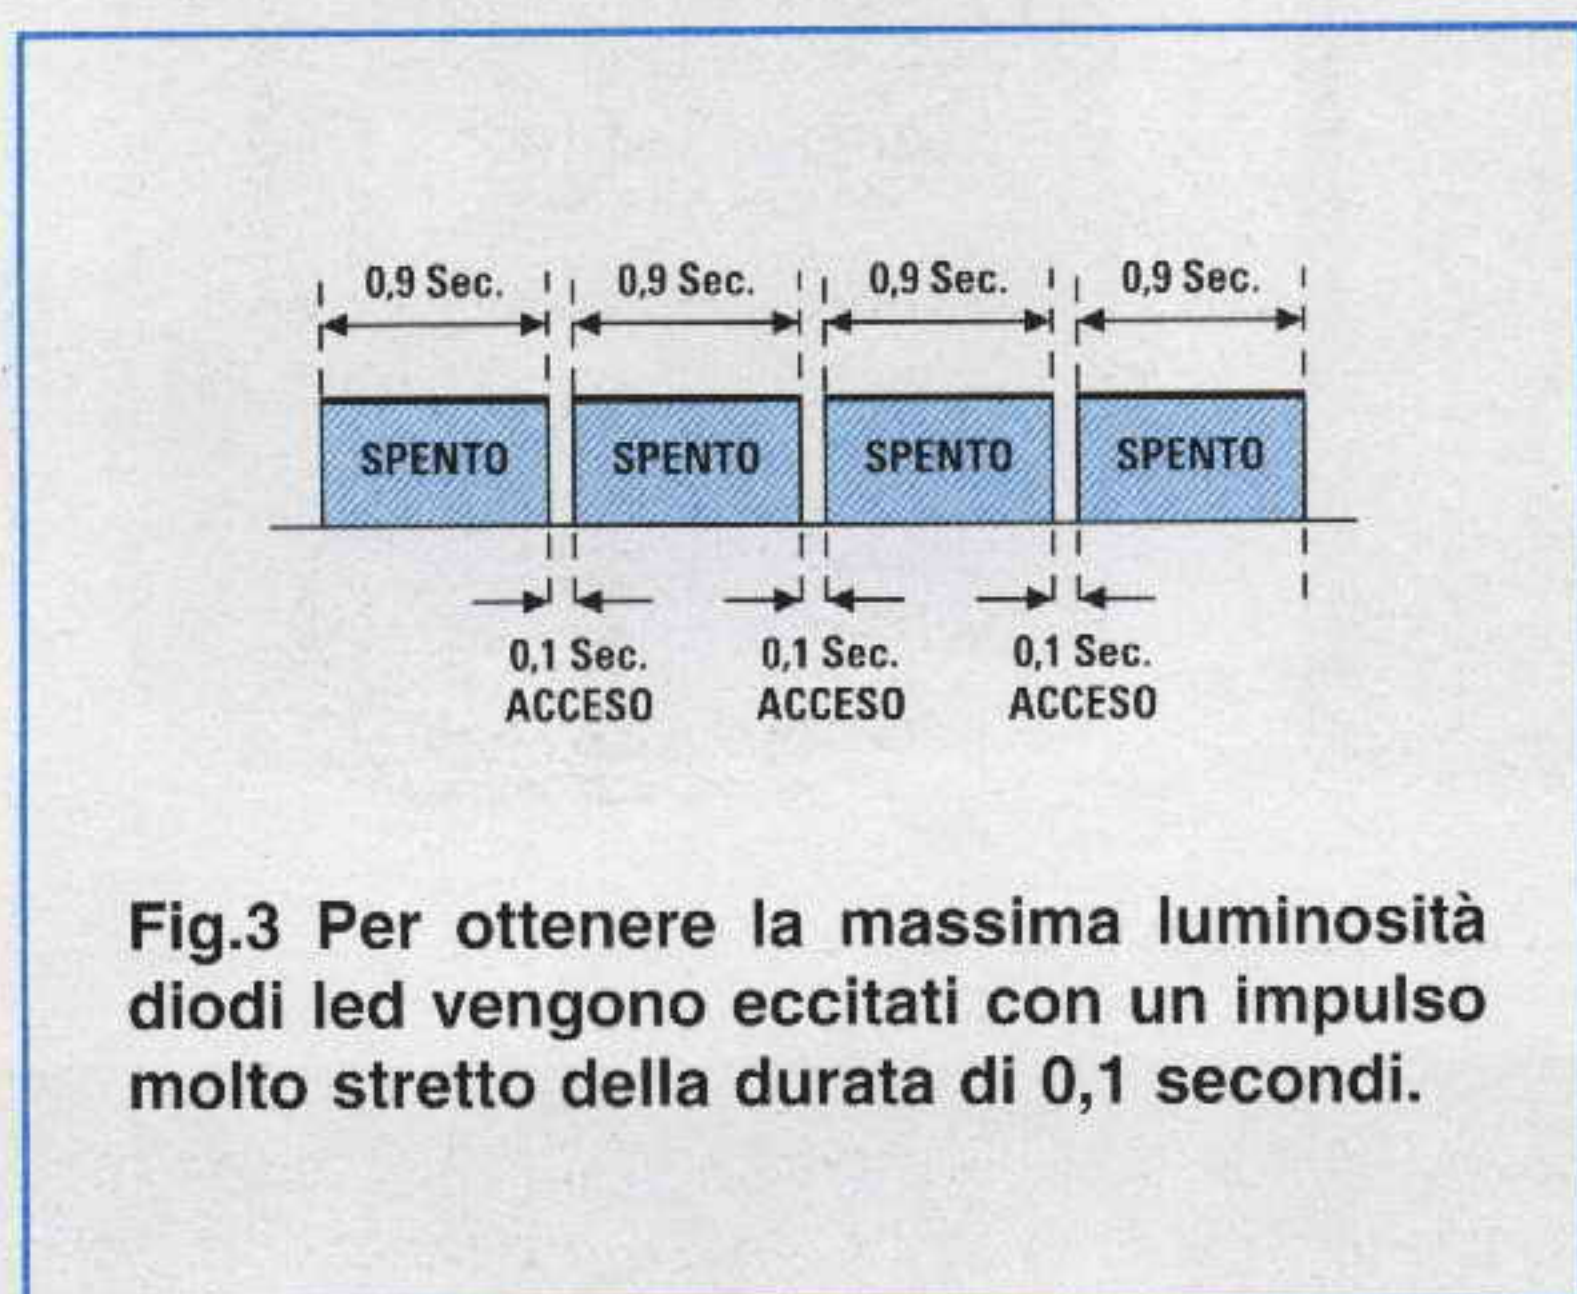 0,9 Sec. 0,9 Sec. 0,9 Sec. 0,9 Sec.
SPENTO SPENTO SPENTO SPENTO
0,1 Sec. 0,1 Sec. 0,1 Sec.
ACCESO ACCESO ACCESO
Fig.3 Per ottenere la massima luminosità
diodi led vengono eccitati con un impulso
molto stretto della durata di 0,1 secondi.